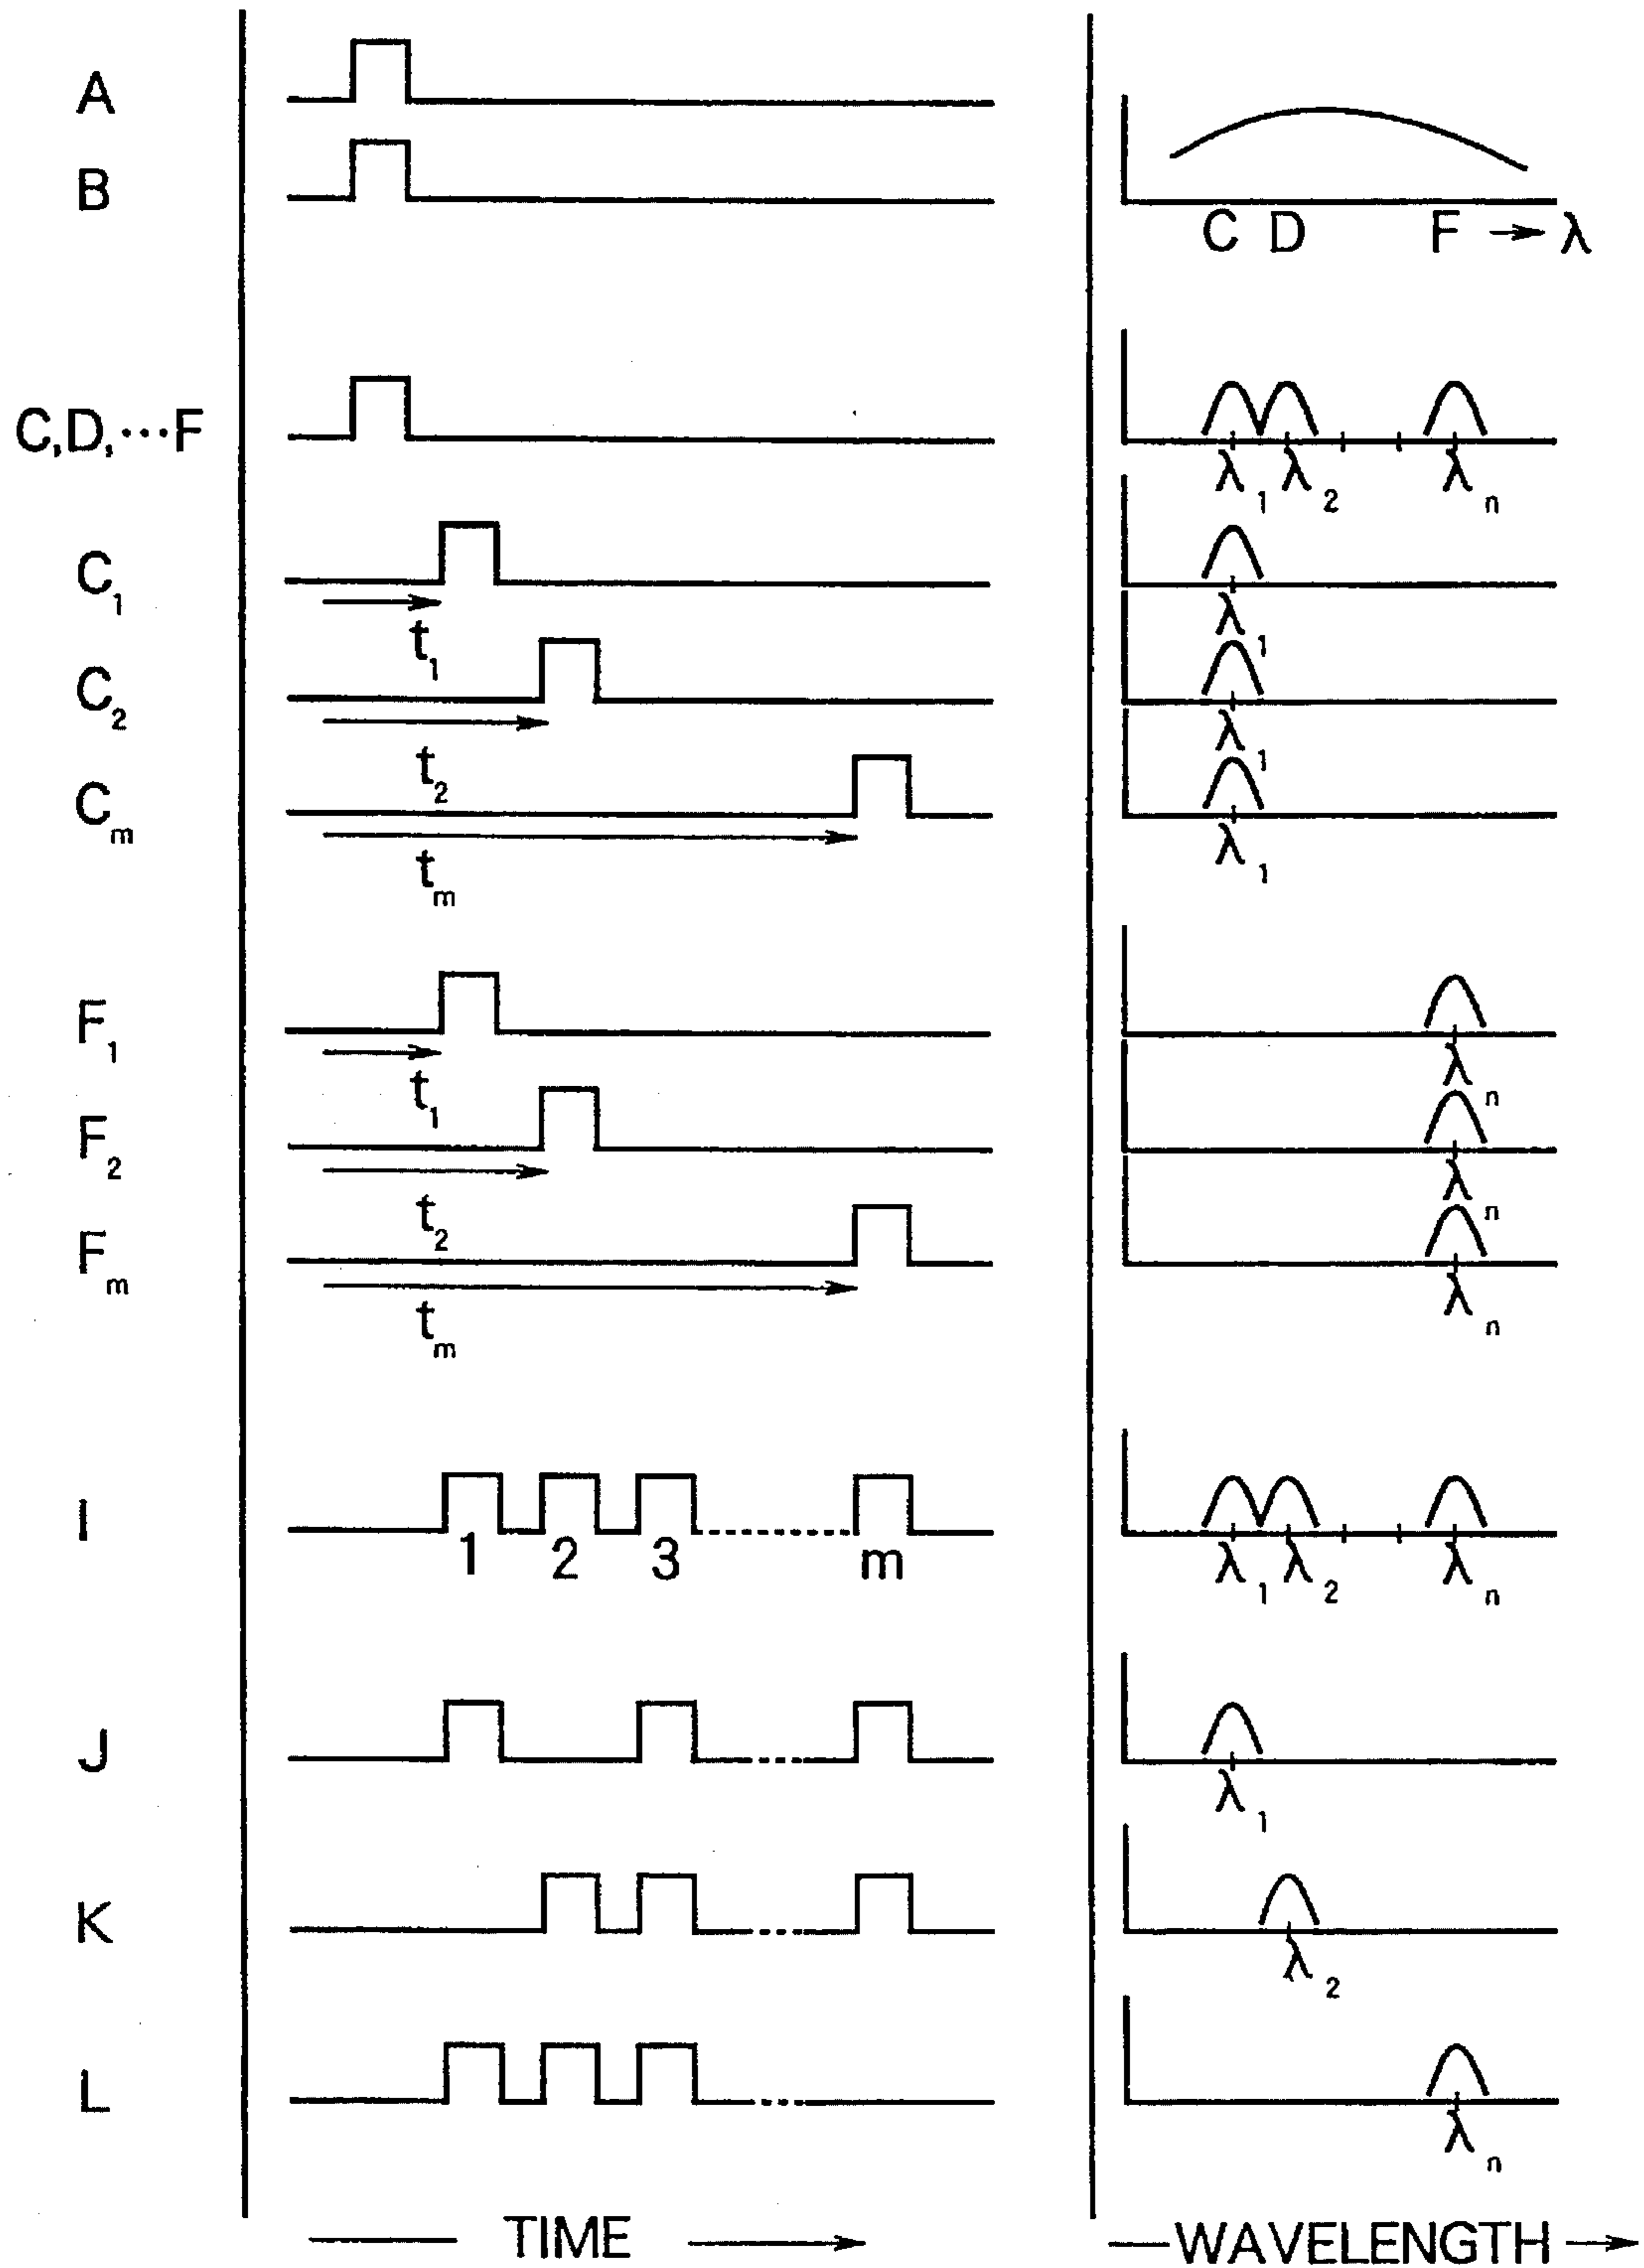 A
B
C D F → λ
C,D,···F
λ1 λ2 λn
C1
t1
λ1
C2
t2
λ1
Cm
tm
λ1
F1
t1
λn
F2
t2
λn
Fm
tm
λn
I
1 2 3 m
λ1 λ2 λn
J
λ1
K
λ2
L
λn
TIME → WAVELENGTH →